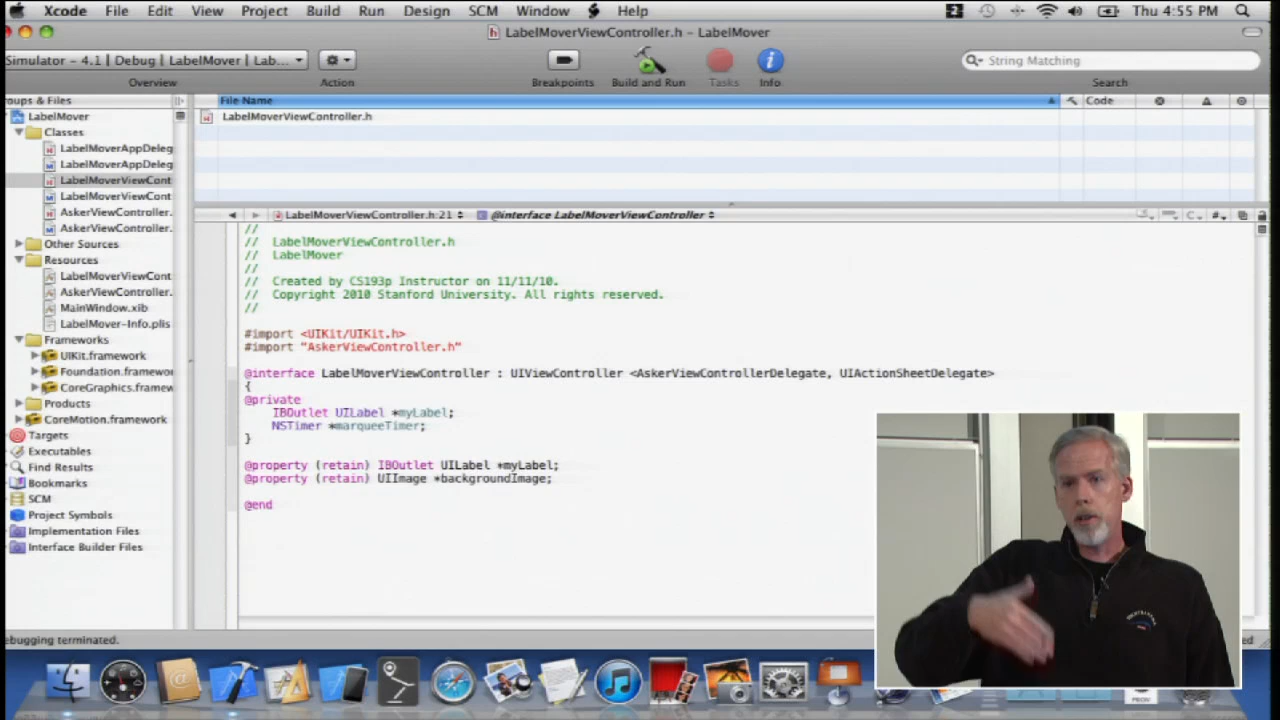 Xcode File Edit View Project Build Run Design SCM Window Help Thu 4:55 PM
LabelMoverViewController.h - LabelMover
Simulator - 4.1 | Debug | LabelMover | Lab...
String Matching
Overview Action Breakpoints Build and Run Tasks Info Search
roups & Files File Name Code
LabelMover LabelMoverViewController.h
Classes
LabelMoverAppDeleg
LabelMoverAppDeleg
LabelMoverViewCont
LabelMoverViewCont
AskerViewController.
AskerViewController.
Other Sources
Resources
LabelMoverViewCont
AskerViewController.
MainWindow.xib
LabelMover-Info.plis
Frameworks
UIKit.framework
Foundation.framewo
CoreGraphics.framew
Products
CoreMotion.framework
Targets
Executables
Find Results
Bookmarks
SCM
Project Symbols
Implementation Files
Interface Builder Files
LabelMoverViewController.h:21 @interface LabelMoverViewController
//
// LabelMoverViewController.h
// LabelMover
//
// Created by CS193p Instructor on 11/11/10.
// Copyright 2010 Stanford University. All rights reserved.
//
#import <UIKit/UIKit.h>
#import "AskerViewController.h"
@interface LabelMoverViewController : UIViewController <AskerViewControllerDelegate, UIActionSheetDelegate>
{
@private
IBOutlet UILabel *myLabel;
NSTimer *marqueeTimer;
}
@property (retain) IBOutlet UILabel *myLabel;
@property (retain) UIImage *backgroundImage;
@end
ebugging terminated.